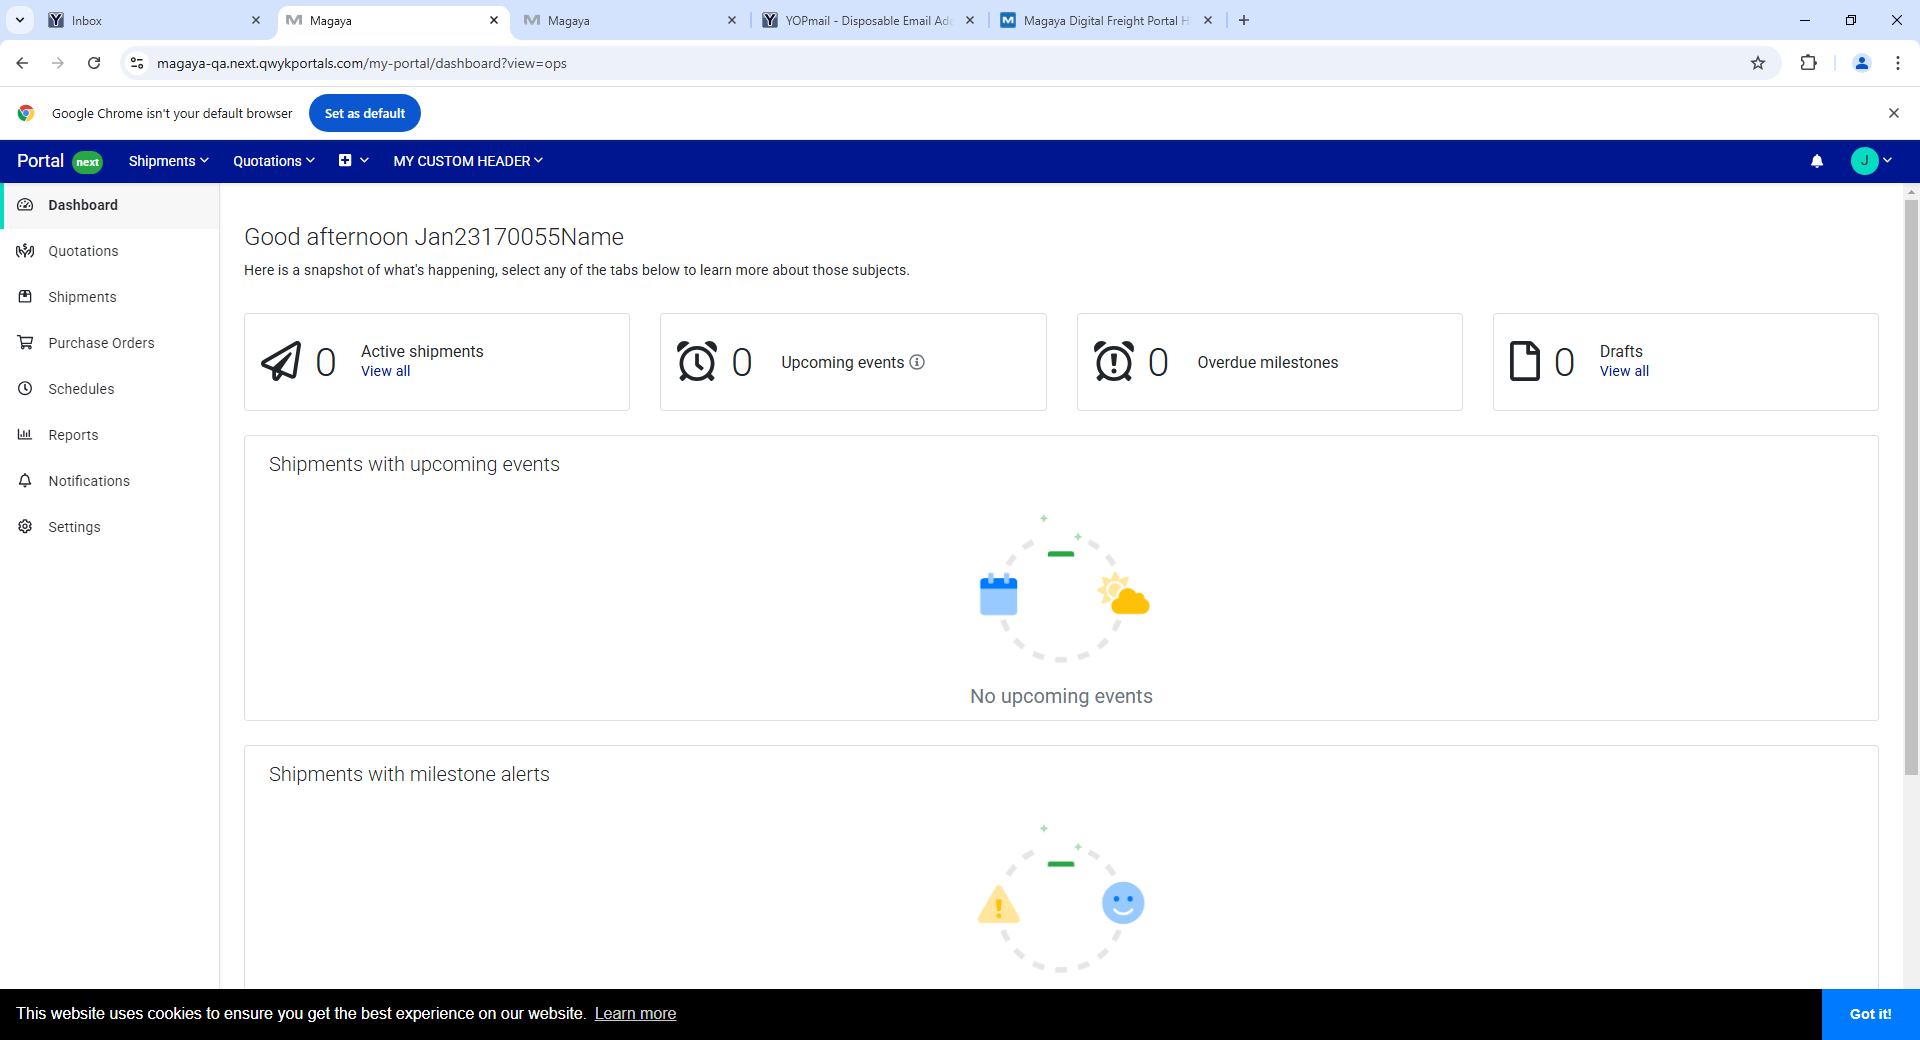 Inbox
Magaya
Magaya
YOPmail - Disposable Email Ad
Magaya Digital Freight Portal H
magaya-qa.next.qwykportals.com/my-portal/dashboard?view=ops
Google Chrome isn't your default browser
Set as default
Portal next
Shipments
Quotations
MY CUSTOM HEADER
J
Dashboard
Quotations
Shipments
Purchase Orders
Schedules
Reports
Notifications
Settings
Good afternoon Jan23170055Name
Here is a snapshot of what's happening, select any of the tabs below to learn more about those subjects.
0
Active shipments
View all
0
Upcoming events
0
Overdue milestones
0
Drafts
View all
Shipments with upcoming events
No upcoming events
Shipments with milestone alerts
This website uses cookies to ensure you get the best experience on our website. Learn more
Got it!